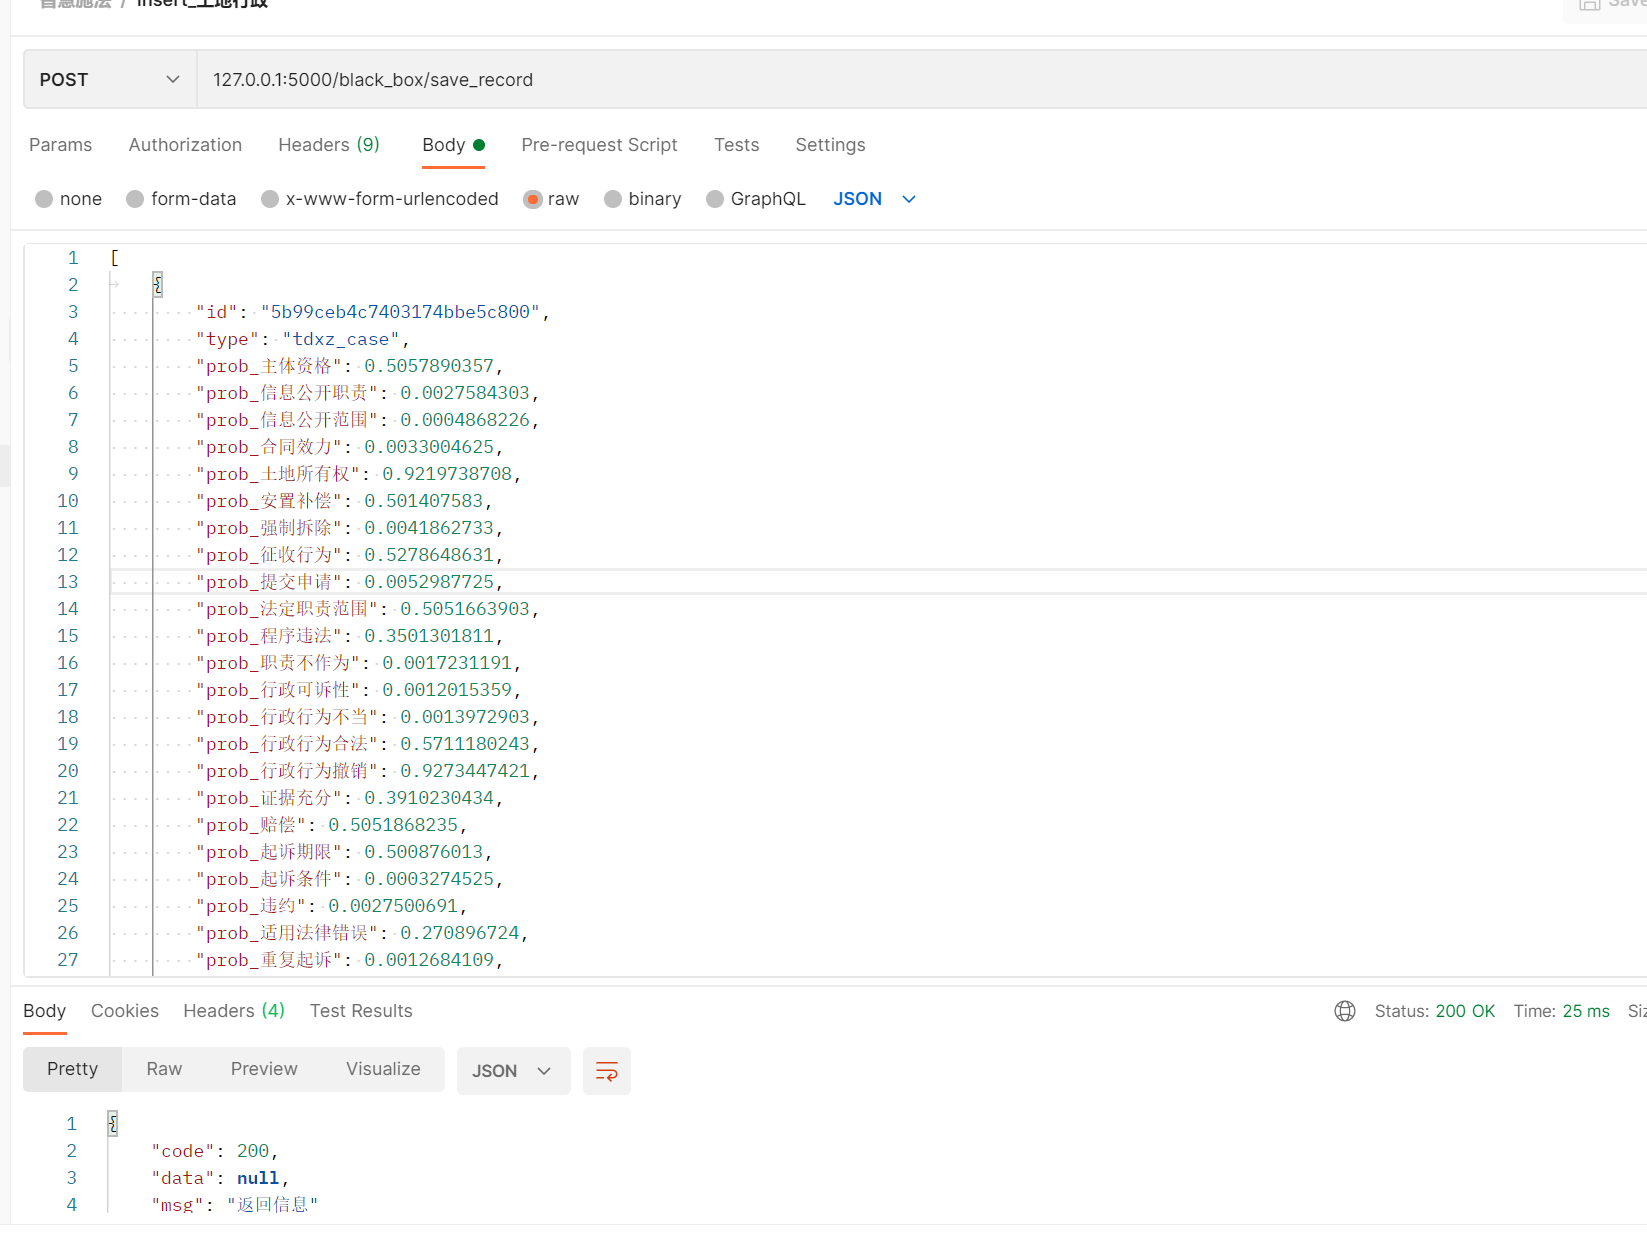 智慧施法 / insert_土地行政
Save
POST 127.0.0.1:5000/black_box/save_record
Params Authorization Headers (9) Body Pre-request Script Tests Settings
none form-data x-www-form-urlencoded raw binary GraphQL JSON
1 [
2 {
3 "id": "5b99ceb4c7403174bbe5c800",
4 "type": "tdxz_case",
5 "prob_主体资格": 0.5057890357,
6 "prob_信息公开职责": 0.0027584303,
7 "prob_信息公开范围": 0.0004868226,
8 "prob_合同效力": 0.0033004625,
9 "prob_土地所有权": 0.9219738708,
10 "prob_安置补偿": 0.501407583,
11 "prob_强制拆除": 0.0041862733,
12 "prob_征收行为": 0.5278648631,
13 "prob_提交申请": 0.0052987725,
14 "prob_法定职责范围": 0.5051663903,
15 "prob_程序违法": 0.3501301811,
16 "prob_职责不作为": 0.0017231191,
17 "prob_行政可诉性": 0.0012015359,
18 "prob_行政行为不当": 0.0013972903,
19 "prob_行政行为合法": 0.5711180243,
20 "prob_行政行为撤销": 0.9273447421,
21 "prob_证据充分": 0.3910230434,
22 "prob_赔偿": 0.5051868235,
23 "prob_起诉期限": 0.500876013,
24 "prob_起诉条件": 0.0003274525,
25 "prob_违约": 0.0027500691,
26 "prob_适用法律错误": 0.270896724,
27 "prob_重复起诉": 0.0012684109,
Body Cookies Headers (4) Test Results Status: 200 OK Time: 25 ms
Pretty Raw Preview Visualize JSON
1 {
2 "code": 200,
3 "data": null,
4 "msg": "返回信息"